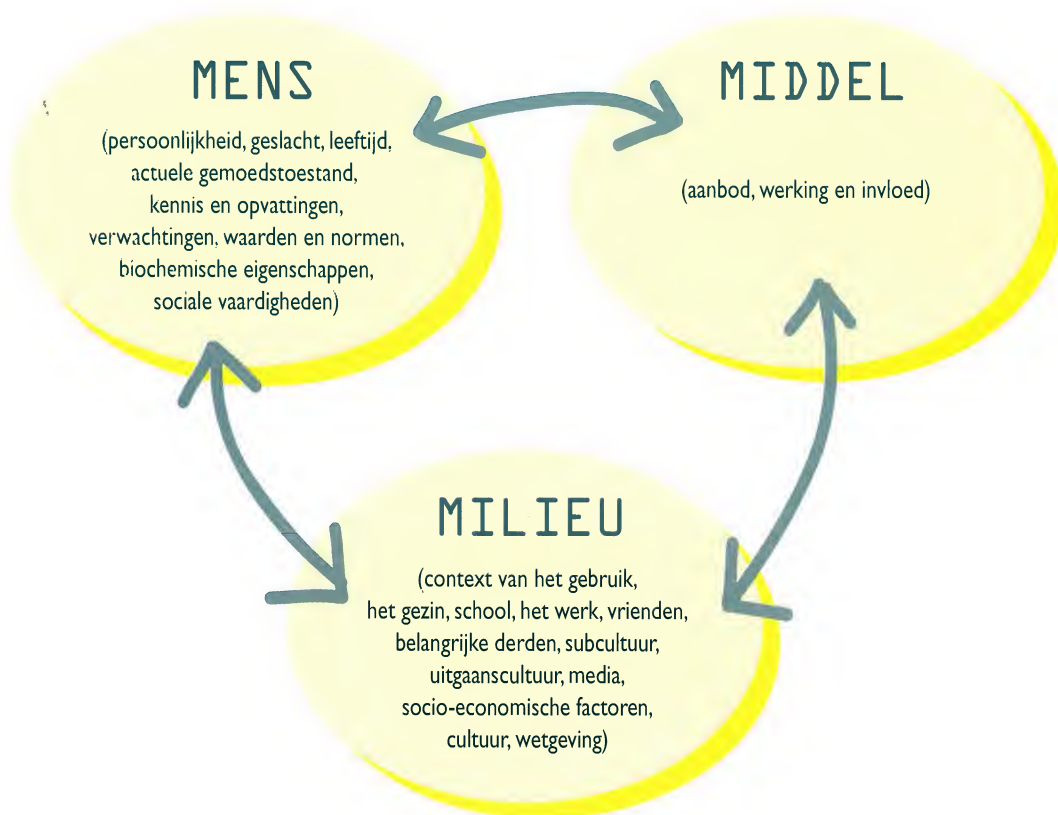 MENS
(persoonlijkheid, geslacht, leeftijd,
actuele gemoedstoestand,
kennis en opvattingen,
verwachtingen, waarden en normen,
biochemische eigenschappen,
sociale vaardigheden)
MIDDEL
(aanbod, werking en invloed)
MILIEU
(context van het gebruik,
het gezin, school, het werk, vrienden,
belangrijke derden, subcultuur,
uitgaanscultuur, media,
socio-economische factoren,
cultuur, wetgeving)